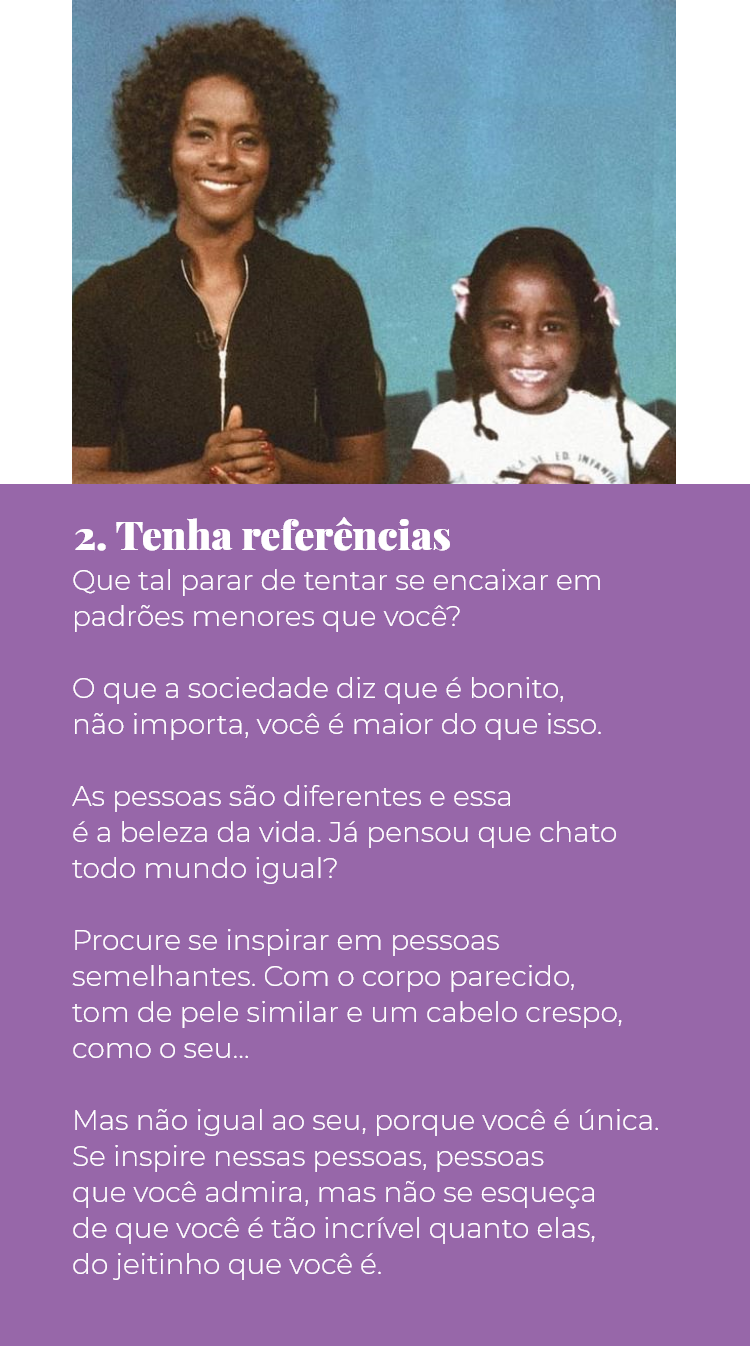 LA DE ED. INFANTI
2. Tenha referências
Que tal parar de tentar se encaixar em
padrões menores que você?
O que a sociedade diz que é bonito,
não importa, você é maior do que isso.
As pessoas são diferentes e essa
é a beleza da vida. Já pensou que chato
todo mundo igual?
Procure se inspirar em pessoas
semelhantes. Com o corpo parecido,
tom de pele similar e um cabelo crespo,
como o seu...
Mas não igual ao seu, porque você é única.
Se inspire nessas pessoas, pessoas
que você admira, mas não se esqueça
de que você é tão incrível quanto elas,
do jeitinho que você é.